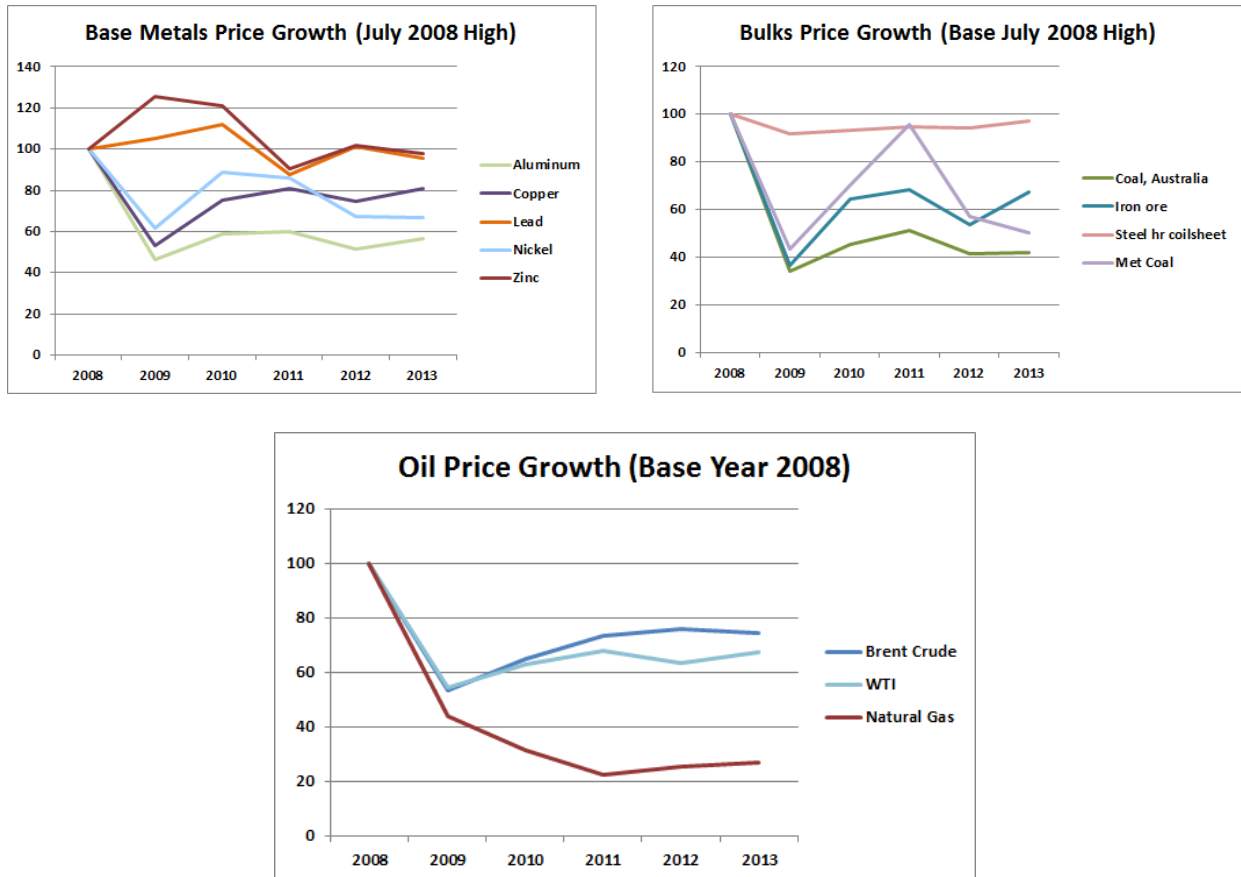 Base Metals Price Growth (July 2008 High)
140
120
100
80
60
40
20
0
2008 2009 2010 2011 2012 2013
Aluminum
Copper
Lead
Nickel
Zinc
Bulks Price Growth (Base July 2008 High)
120
100
80
60
40
20
0
2008 2009 2010 2011 2012 2013
Coal, Australia
Iron ore
Steel hr coilsheet
Met Coal
Oil Price Growth (Base Year 2008)
120
100
80
60
40
20
0
2008 2009 2010 2011 2012 2013
Brent Crude
WTI
Natural Gas